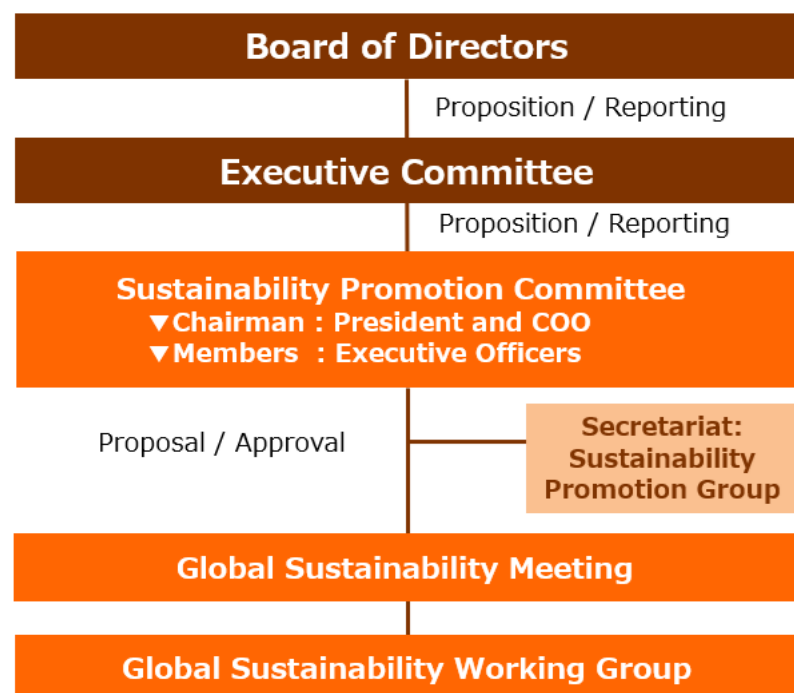 Board of Directors
Proposition / Reporting
Executive Committee
Proposition / Reporting
Sustainability Promotion Committee
▼Chairman : President and COO
▼Members : Executive Officers
Proposal / Approval
Secretariat:
Sustainability
Promotion Group
Global Sustainability Meeting
Global Sustainability Working Group